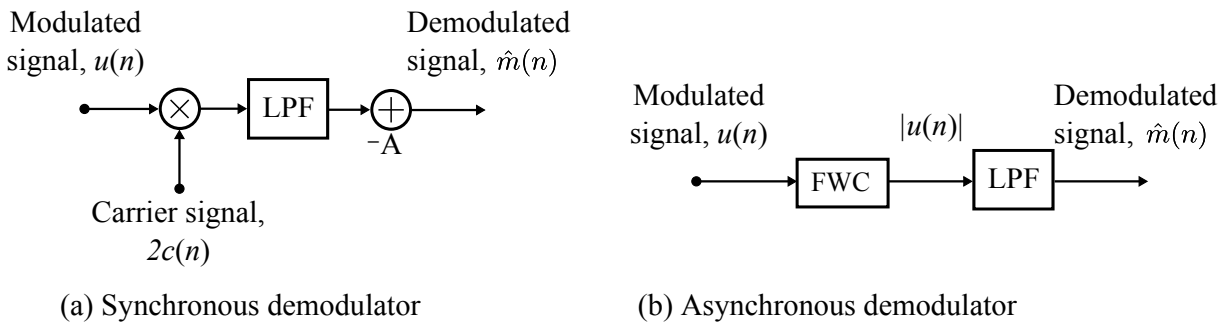 Modulated
signal, u(n)
Demodulated
signal, m̂(n)
LPF
−A
Carrier signal,
2c(n)
(a) Synchronous demodulator
Modulated
signal, u(n)
FWC
|u(n)|
LPF
Demodulated
signal, m̂(n)
(b) Asynchronous demodulator